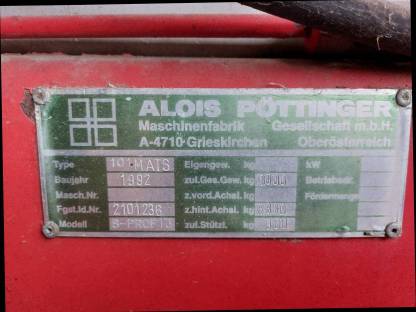 ALOIS PÖTTINGER
Maschinenfabrik Gesellschaft m.b.H.
A-4710 Grieskirchen Oberösterreich
Type 101MATS Eigengew. kg kW
Baujahr 1992 zul.Ges.Gew. kg Betriebsdr.
Masch.Nr. z.vord.Achsl. kg Fördermenge
Fgst.Id.Nr. 2101236 z.hint.Achsl. kg
Modell zul.Stützl. kg